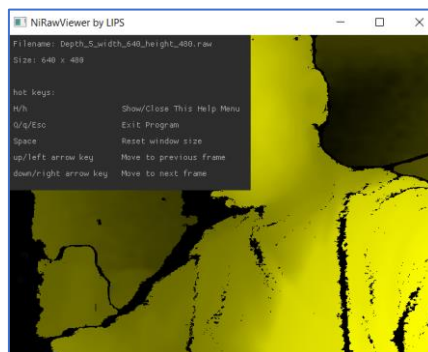 NiRawViewer by LIPS
Filename: Depth_5_width_640_height_480.raw
Size: 640 x 480
hot keys:
H/h Show/Close This Help Menu
Q/q/Esc Exit Program
Space Reset window size
up/left arrow key Move to previous frame
down/right arrow key Move to next frame